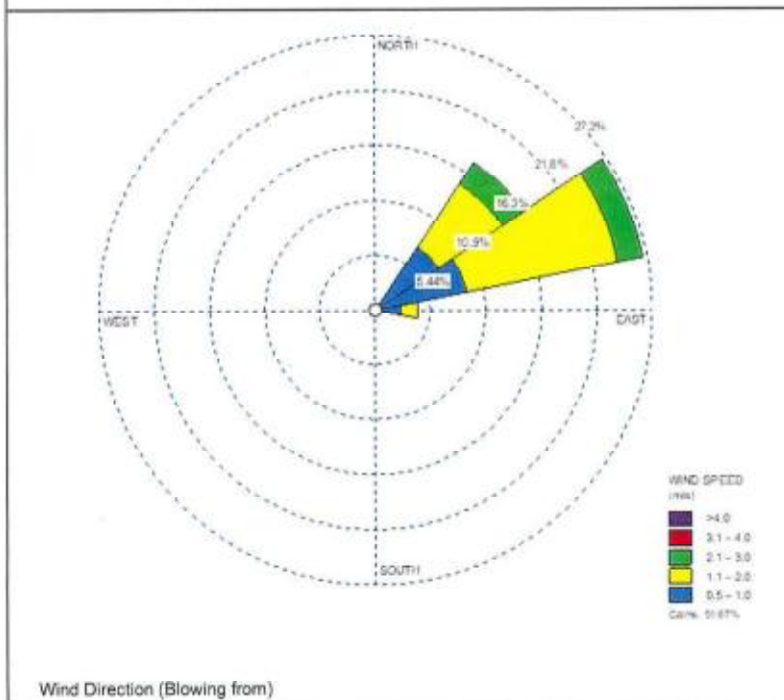 NORTH
27.2%
21.8%
16.3%
10.9%
5.44%
WEST
EAST
SOUTH
WIND SPEED
(m/s)
>4.0
3.1 - 4.0
2.1 - 3.0
1.1 - 2.0
0.5 - 1.0
Calms:
Wind Direction (Blowing from)